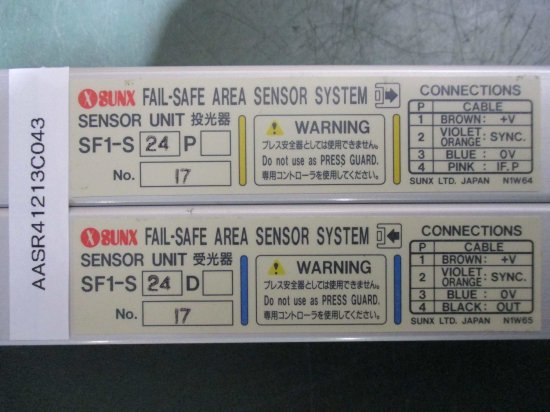 AASR41213C043
SUNX FAIL-SAFE AREA SENSOR SYSTEM
SENSOR UNIT 投光器
SF1-S 24 P
No. 17
WARNING
プレス安全器としては使用できません。
Do not use as PRESS GUARD.
専用コントローラを使用してください。
CONNECTIONS
P CABLE
1 BROWN: +V
2 VIOLET: ORANGE: SYNC.
3 BLUE: 0V
4 PINK: IF.P
SUNX LTD. JAPAN N1W64
SUNX FAIL-SAFE AREA SENSOR SYSTEM
SENSOR UNIT 受光器
SF1-S 24 D
No. 17
WARNING
プレス安全器としては使用できません。
Do not use as PRESS GUARD.
専用コントローラを使用してください。
CONNECTIONS
P CABLE
1 BROWN: +V
2 VIOLET: ORANGE: SYNC.
3 BLUE: 0V
4 BLACK: OUT
SUNX LTD. JAPAN N1W65